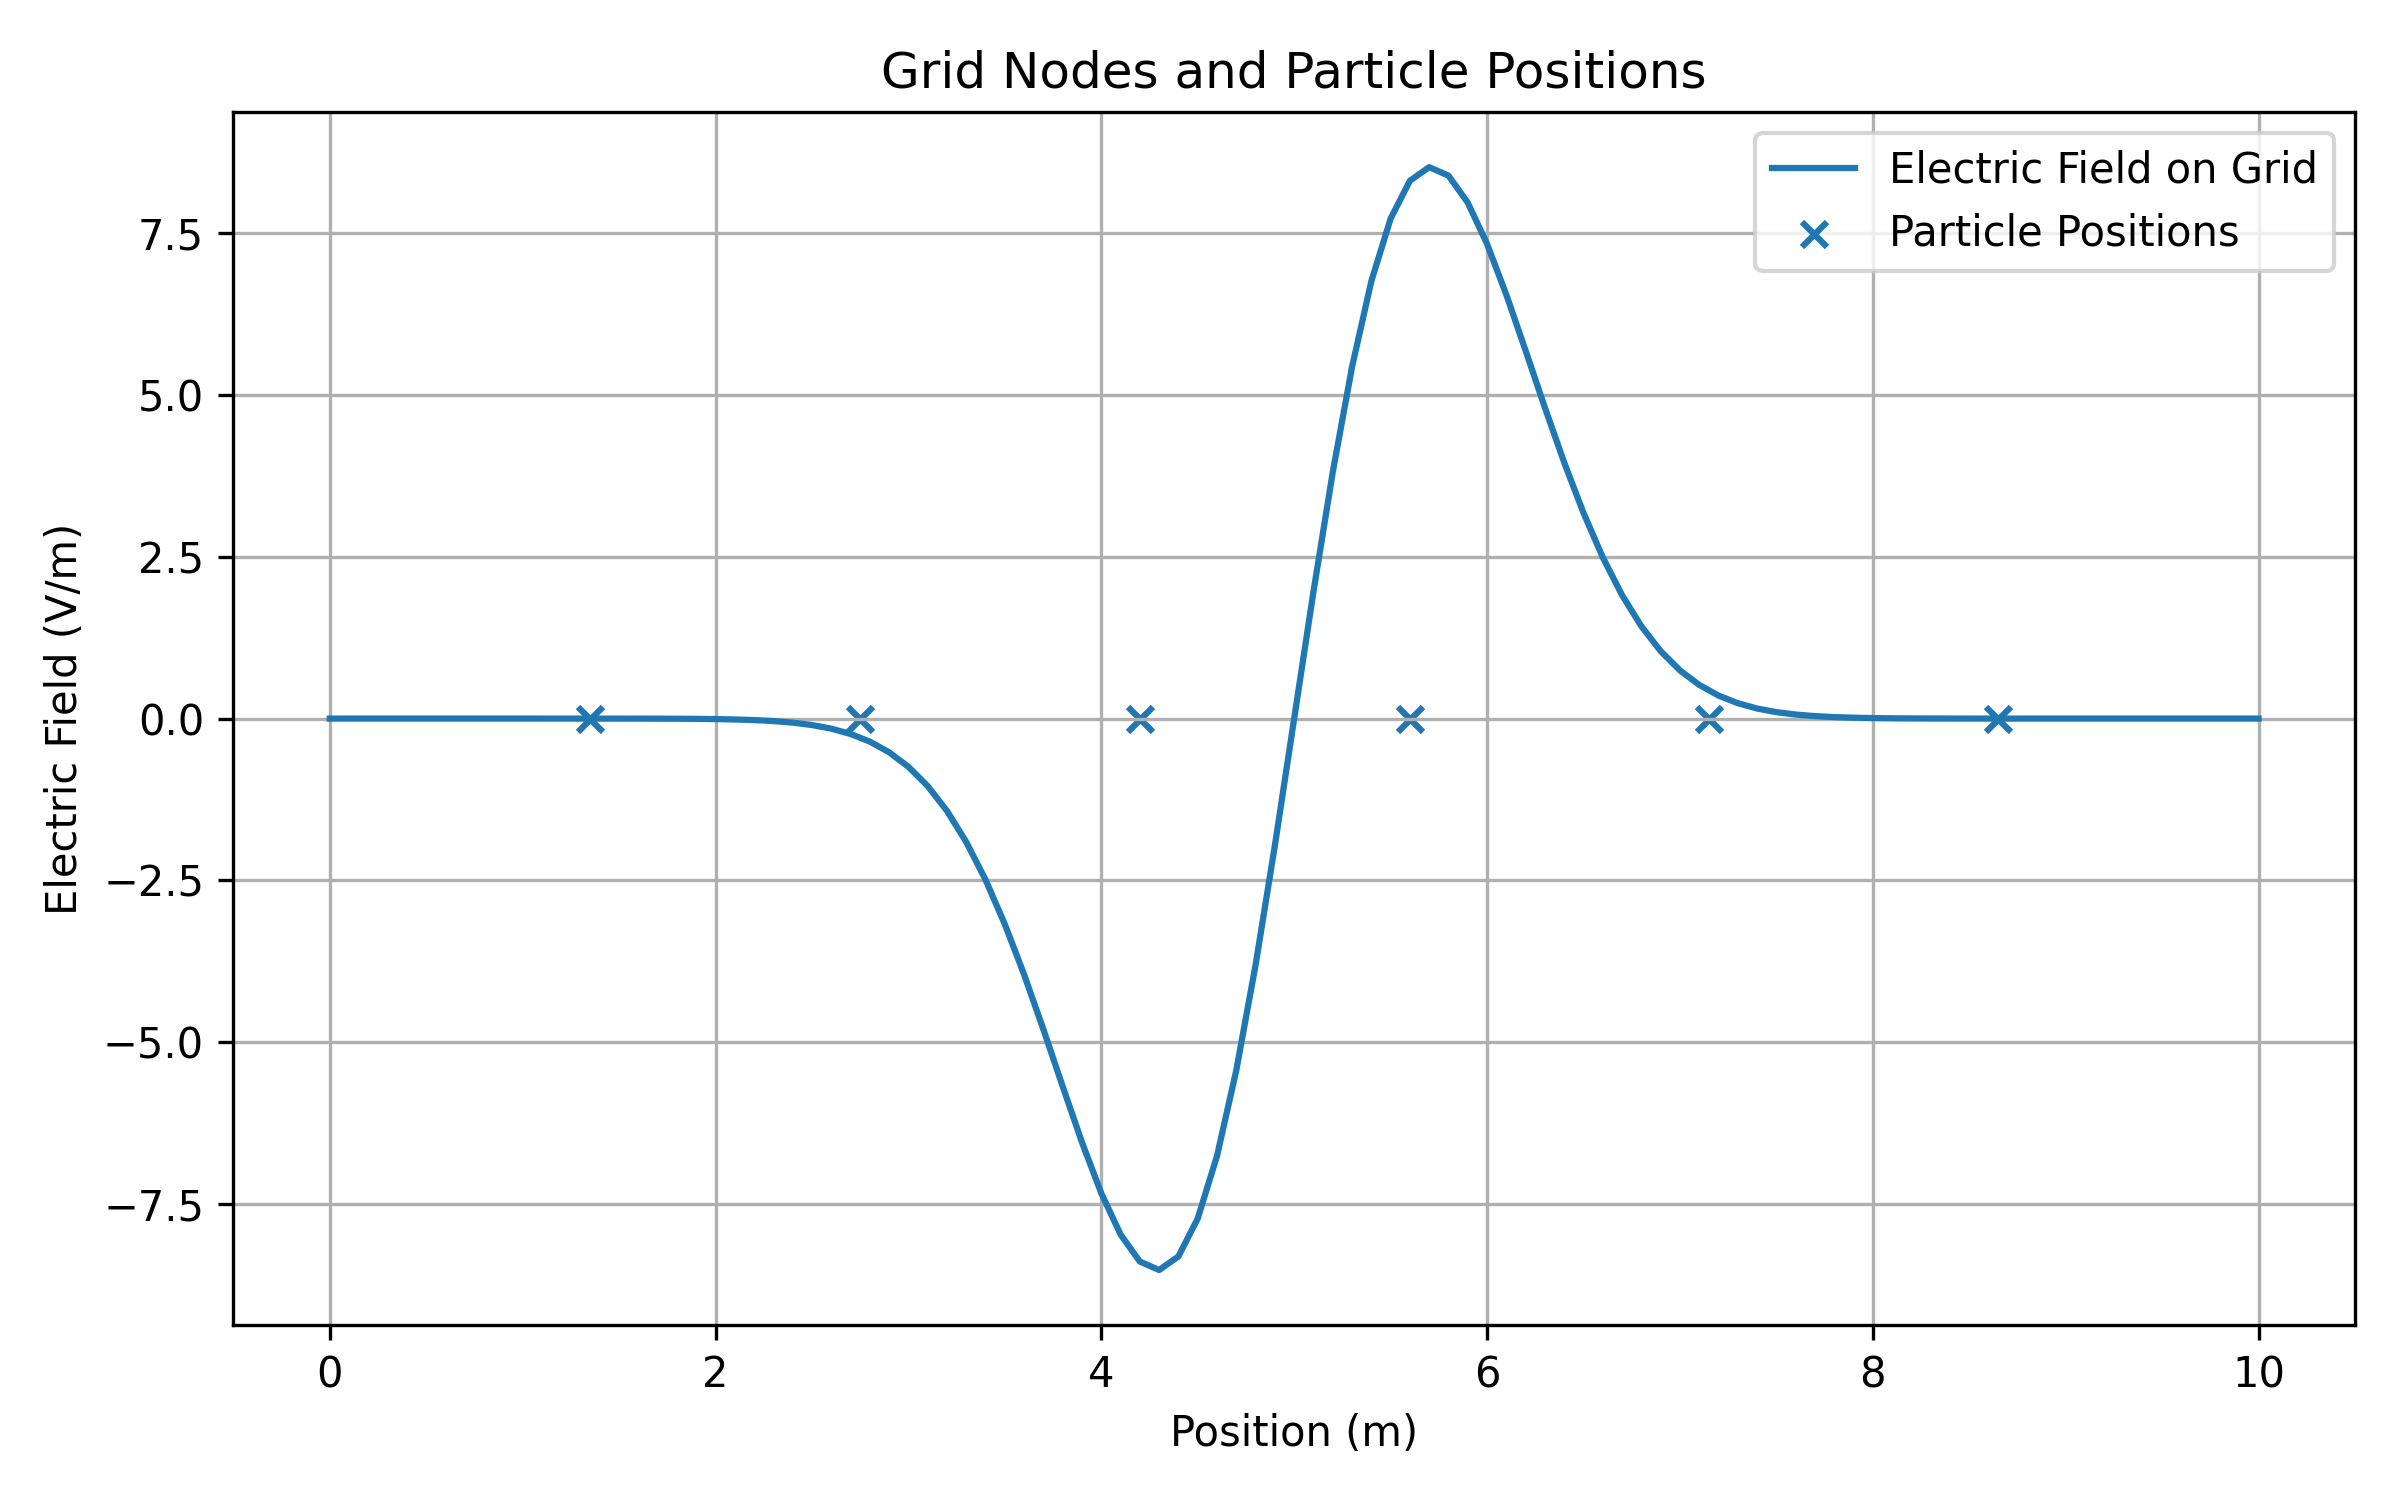 Grid Nodes and Particle Positions
Electric Field on Grid
Particle Positions
7.5
5.0
2.5
0.0
−2.5
−5.0
−7.5
Electric Field (V/m)
0 2 4 6 8 10
Position (m)